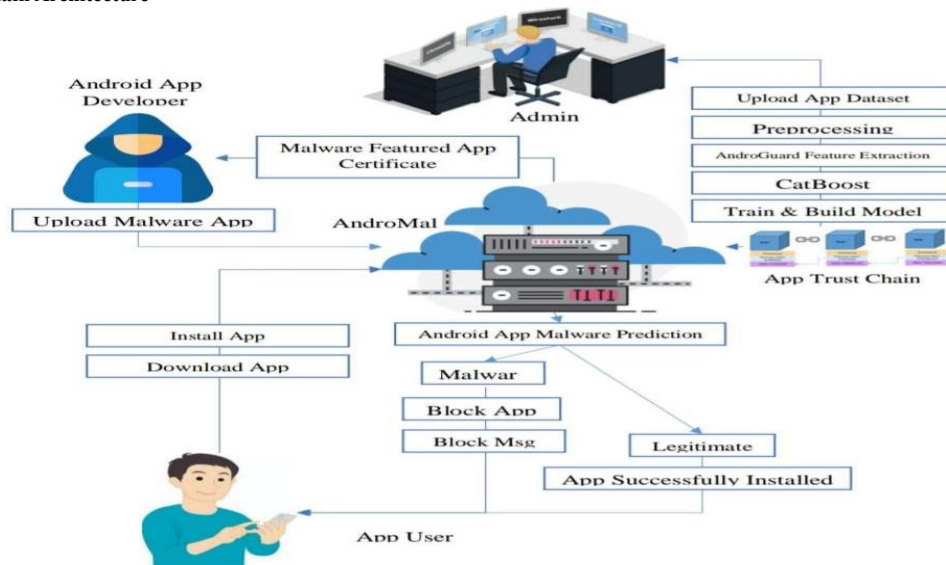 Android App
Developer
Admin
Upload App Dataset
Preprocessing
AndroGuard Feature Extraction
CatBoost
Train & Build Model
Malware Featured App
Certificate
Upload Malware App
AndroMal
App Trust Chain
Install App
Download App
Android App Malware Prediction
Malwar
Block App
Block Msg
Legitimate
App Successfully Installed
App User